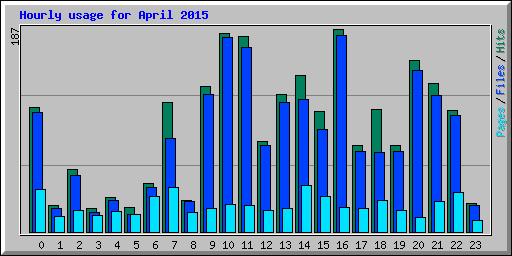 Hourly usage for April 2015
187
Pages / Files / Hits
0 1 2 3 4 5 6 7 8 9 10 11 12 13 14 15 16 17 18 19 20 21 22 23